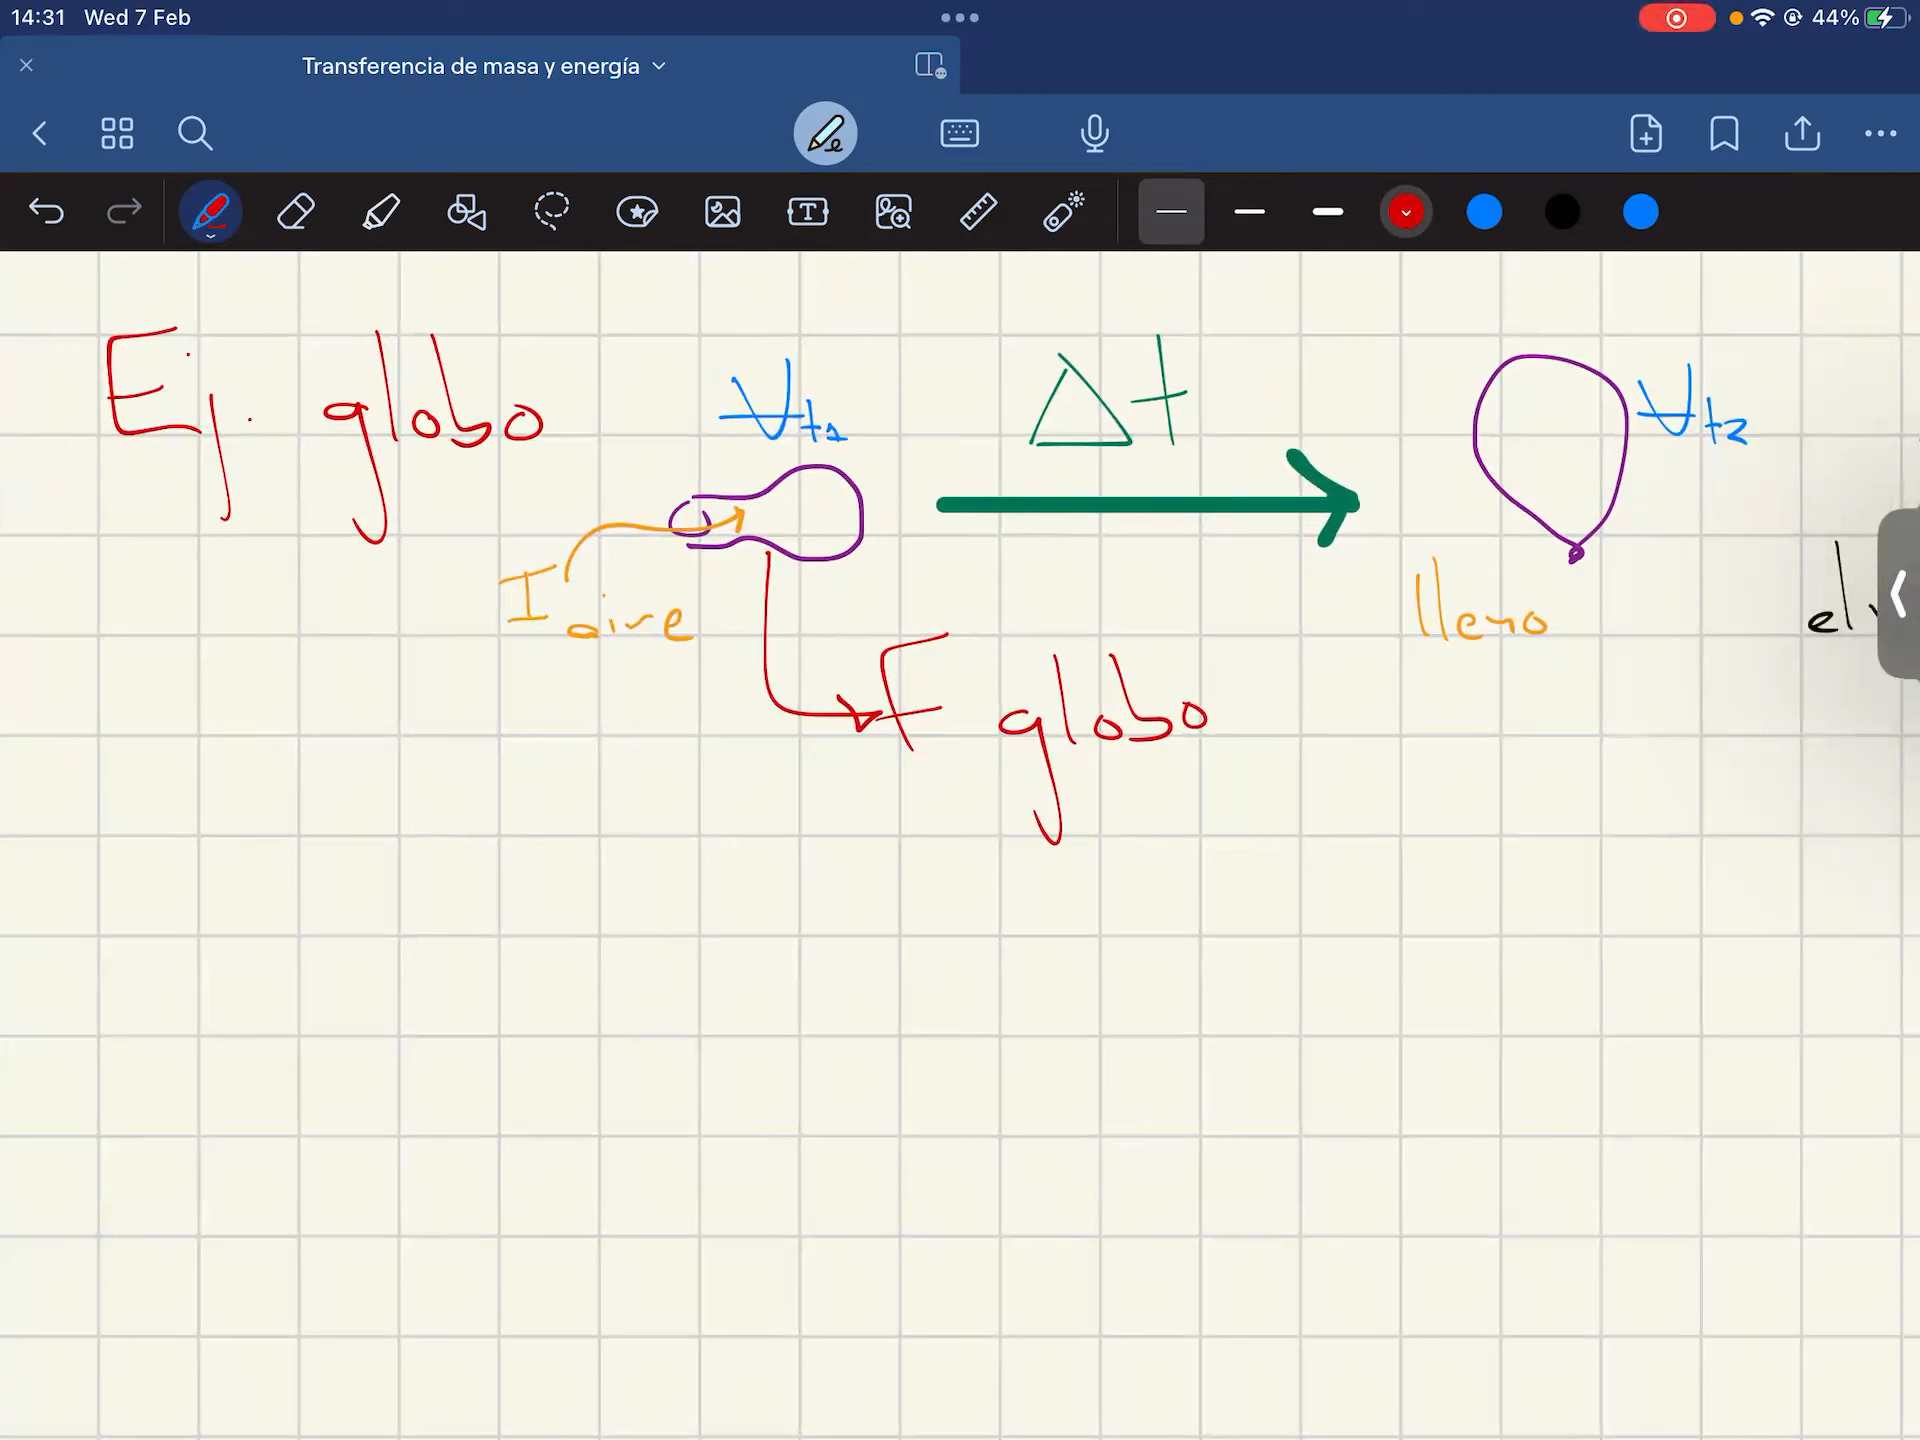 14:31 Wed 7 Feb
44%
Transferencia de masa y energía
Ej. globo
V t1
Δt
V t2
I aire
lleno
F globo